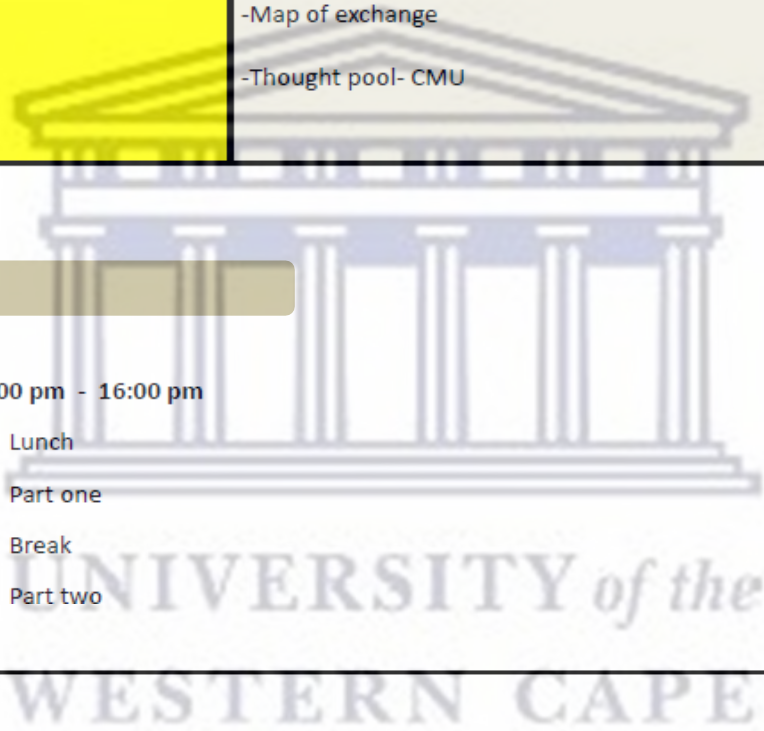 -Map of exchange
-Thought pool- CMU
00 pm - 16:00 pm
Lunch
Part one
Break
Part two
UNIVERSITY of the
WESTERN CAPE